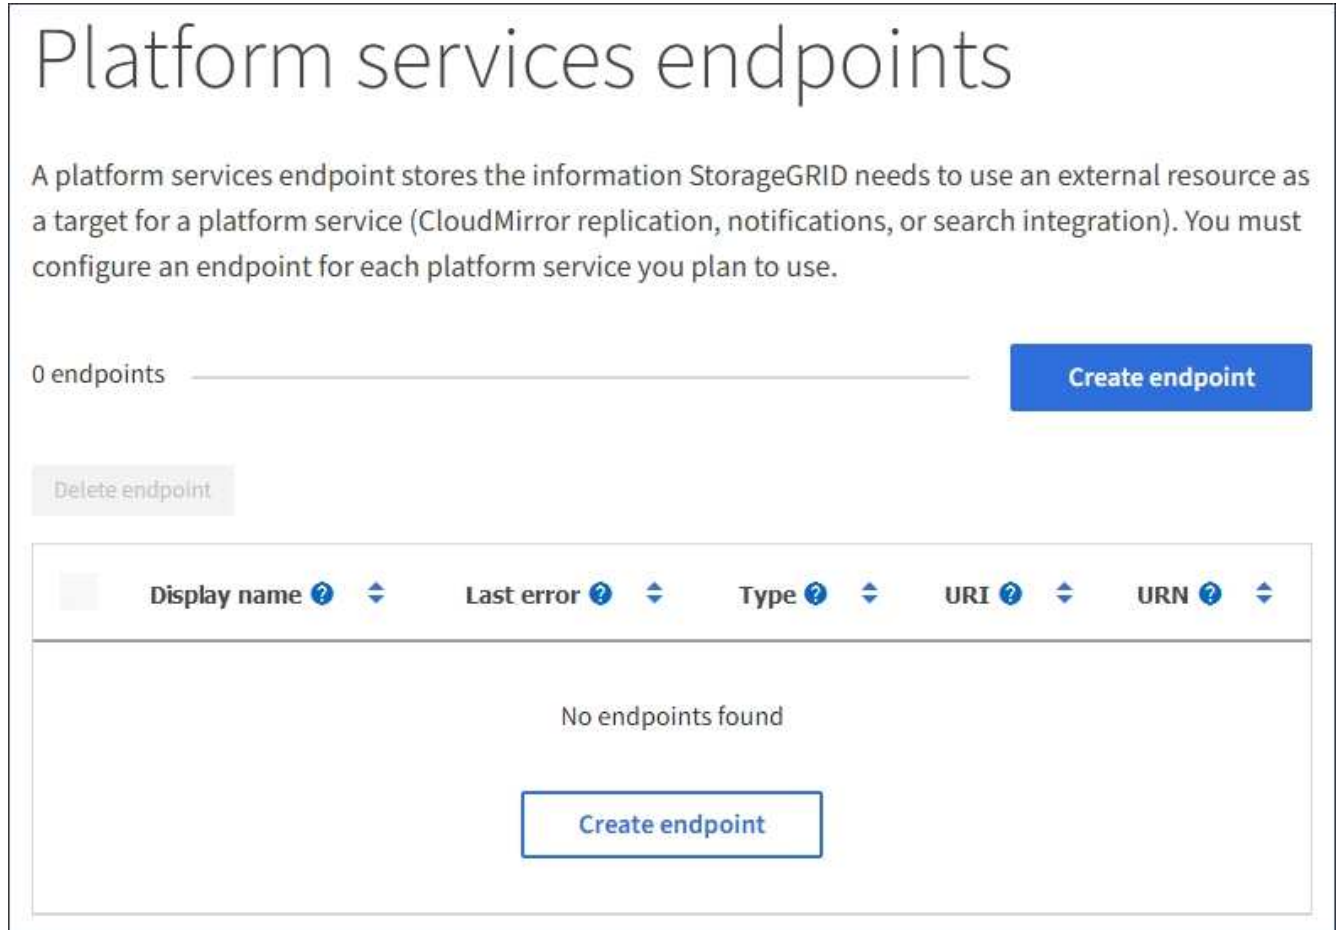 Platform services endpoints
A platform services endpoint stores the information StorageGRID needs to use an external resource as
a target for a platform service (CloudMirror replication, notifications, or search integration). You must
configure an endpoint for each platform service you plan to use.
0 endpoints Create endpoint
Delete endpoint
Display name ? Last error ? Type ? URI ? URN ?
No endpoints found
Create endpoint